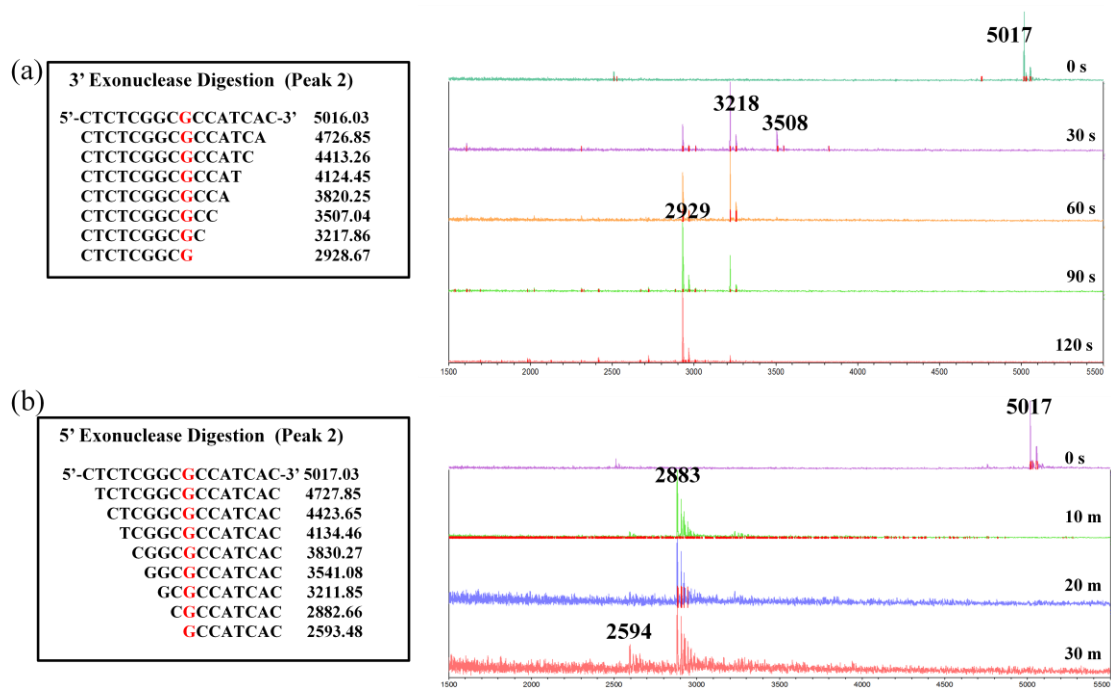 (a)
3' Exonuclease Digestion (Peak 2)
5'-CTCTCGGCGCCATCAC-3' 5016.03
CTCTCGGCGCCATCA 4726.85
CTCTCGGCGCCATC 4413.26
CTCTCGGCGCCAT 4124.45
CTCTCGGCGCCA 3820.25
CTCTCGGCGCC 3507.04
CTCTCGGCGC 3217.86
CTCTCGGCG 2928.67
5017
0 s
3218
3508
30 s
2929
60 s
90 s
120 s
1500 2000 2500 3000 3500 4000 4500 5000 5500
(b)
5' Exonuclease Digestion (Peak 2)
5'-CTCTCGGCGCCATCAC-3' 5017.03
TCTCGGCGCCATCAC 4727.85
CTCGGCGCCATCAC 4423.65
TCGGCGCCATCAC 4134.46
CGGCGCCATCAC 3830.27
GGCGCCATCAC 3541.08
GCGCCATCAC 3211.85
CGCCATCAC 2882.66
GCCATCAC 2593.48
5017
0 s
2883
10 m
20 m
2594
30 m
1500 2000 2500 3000 3500 4000 4500 5000 5500